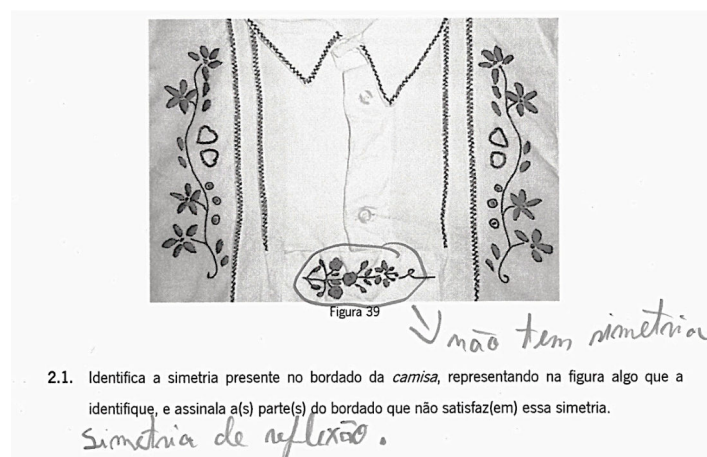 Figura 39
não tem simetria
2.1. Identifica a simetria presente no bordado da camisa, representando na figura algo que a
identifique, e assinala a(s) parte(s) do bordado que não satisfaz(em) essa simetria.
Simetria de reflexão.